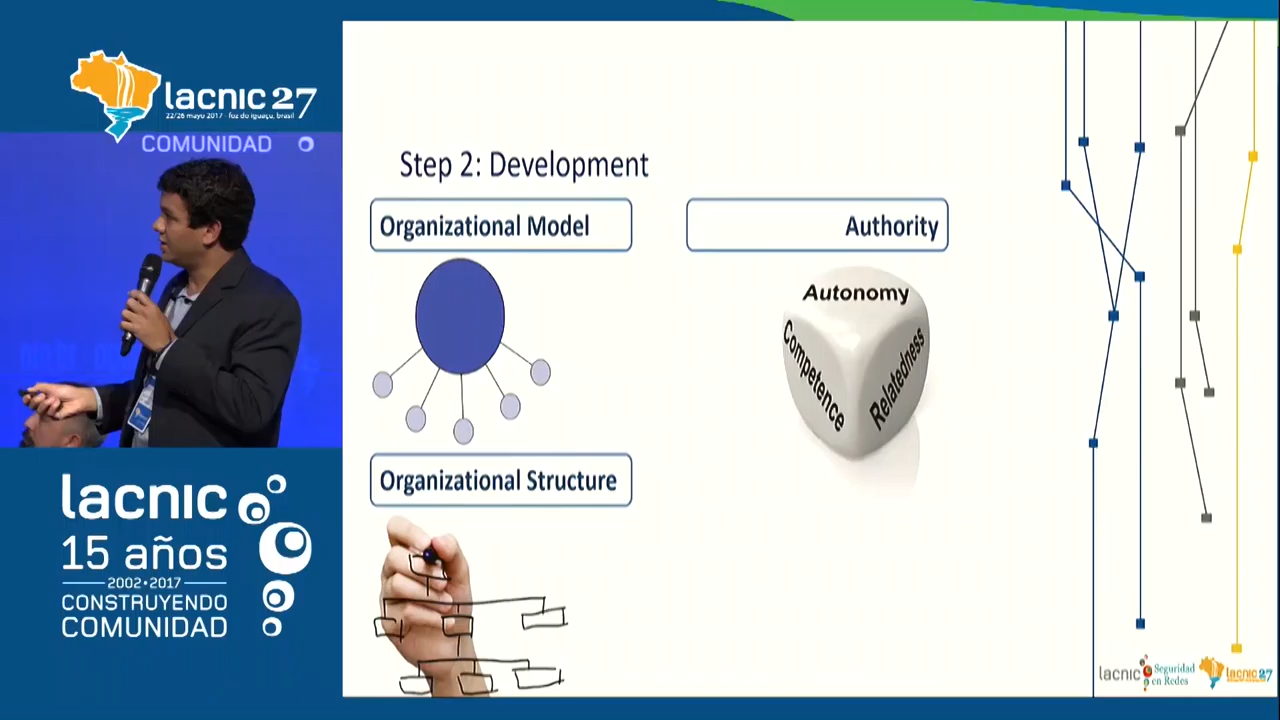 lacnic 27
22/26 mayo 2017 - foz do iguaçu, brasil
COMUNIDAD
lacnic
15 años
2002•2017
CONSTRUYENDO
COMUNIDAD
Step 2: Development
Organizational Model
Authority
Autonomy
Competence
Relatedness
Organizational Structure
lacnic
Seguridad
en Redes
lacnic 27